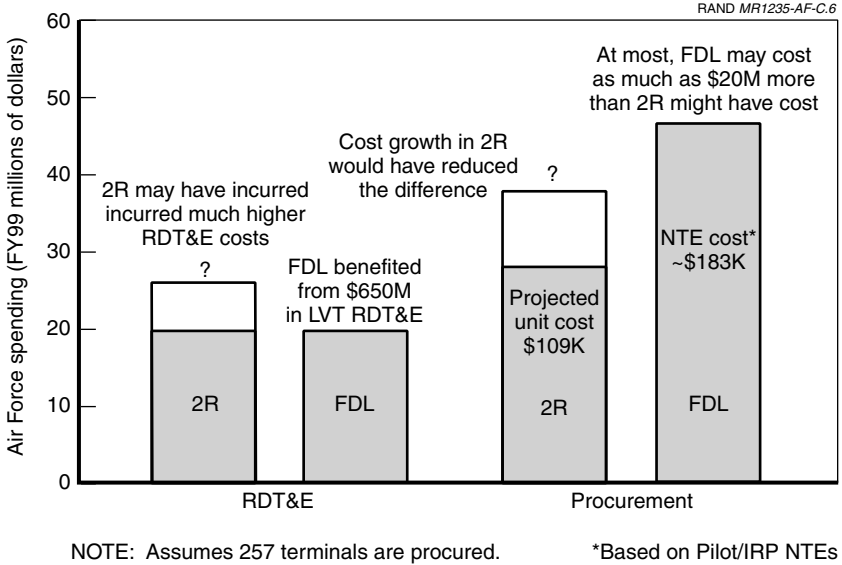 RAND MR1235-AF-C.6
Air Force spending (FY99 millions of dollars)
60
50
40
30
20
10
0
2R may have incurred
incurred much higher
RDT&E costs
?
2R
FDL benefited
from $650M
in LVT RDT&E
FDL
Cost growth in 2R
would have reduced
the difference
?
Projected
unit cost
$109K
2R
At most, FDL may cost
as much as $20M more
than 2R might have cost
NTE cost*
~$183K
FDL
RDT&E
Procurement
NOTE: Assumes 257 terminals are procured.
*Based on Pilot/IRP NTEs